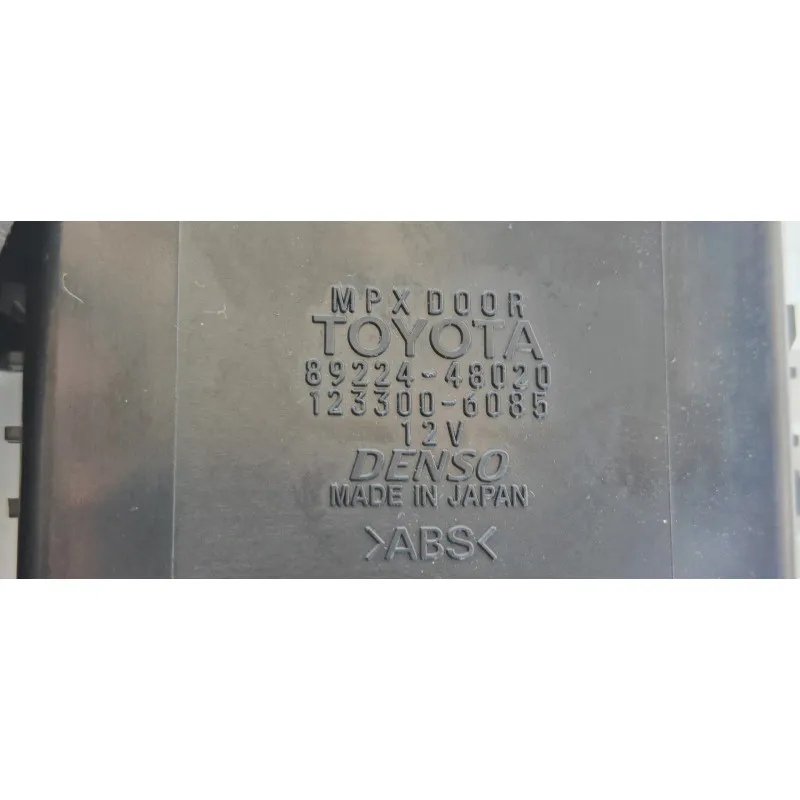 MPX DOOR
TOYOTA
89224-48020
123300-6085
12V
DENSO
MADE IN JAPAN
>ABS<